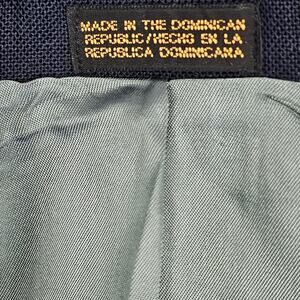 MADE IN THE DOMINICAN
REPUBLIC/HECHO EN LA
REPUBLICA DOMINICANA